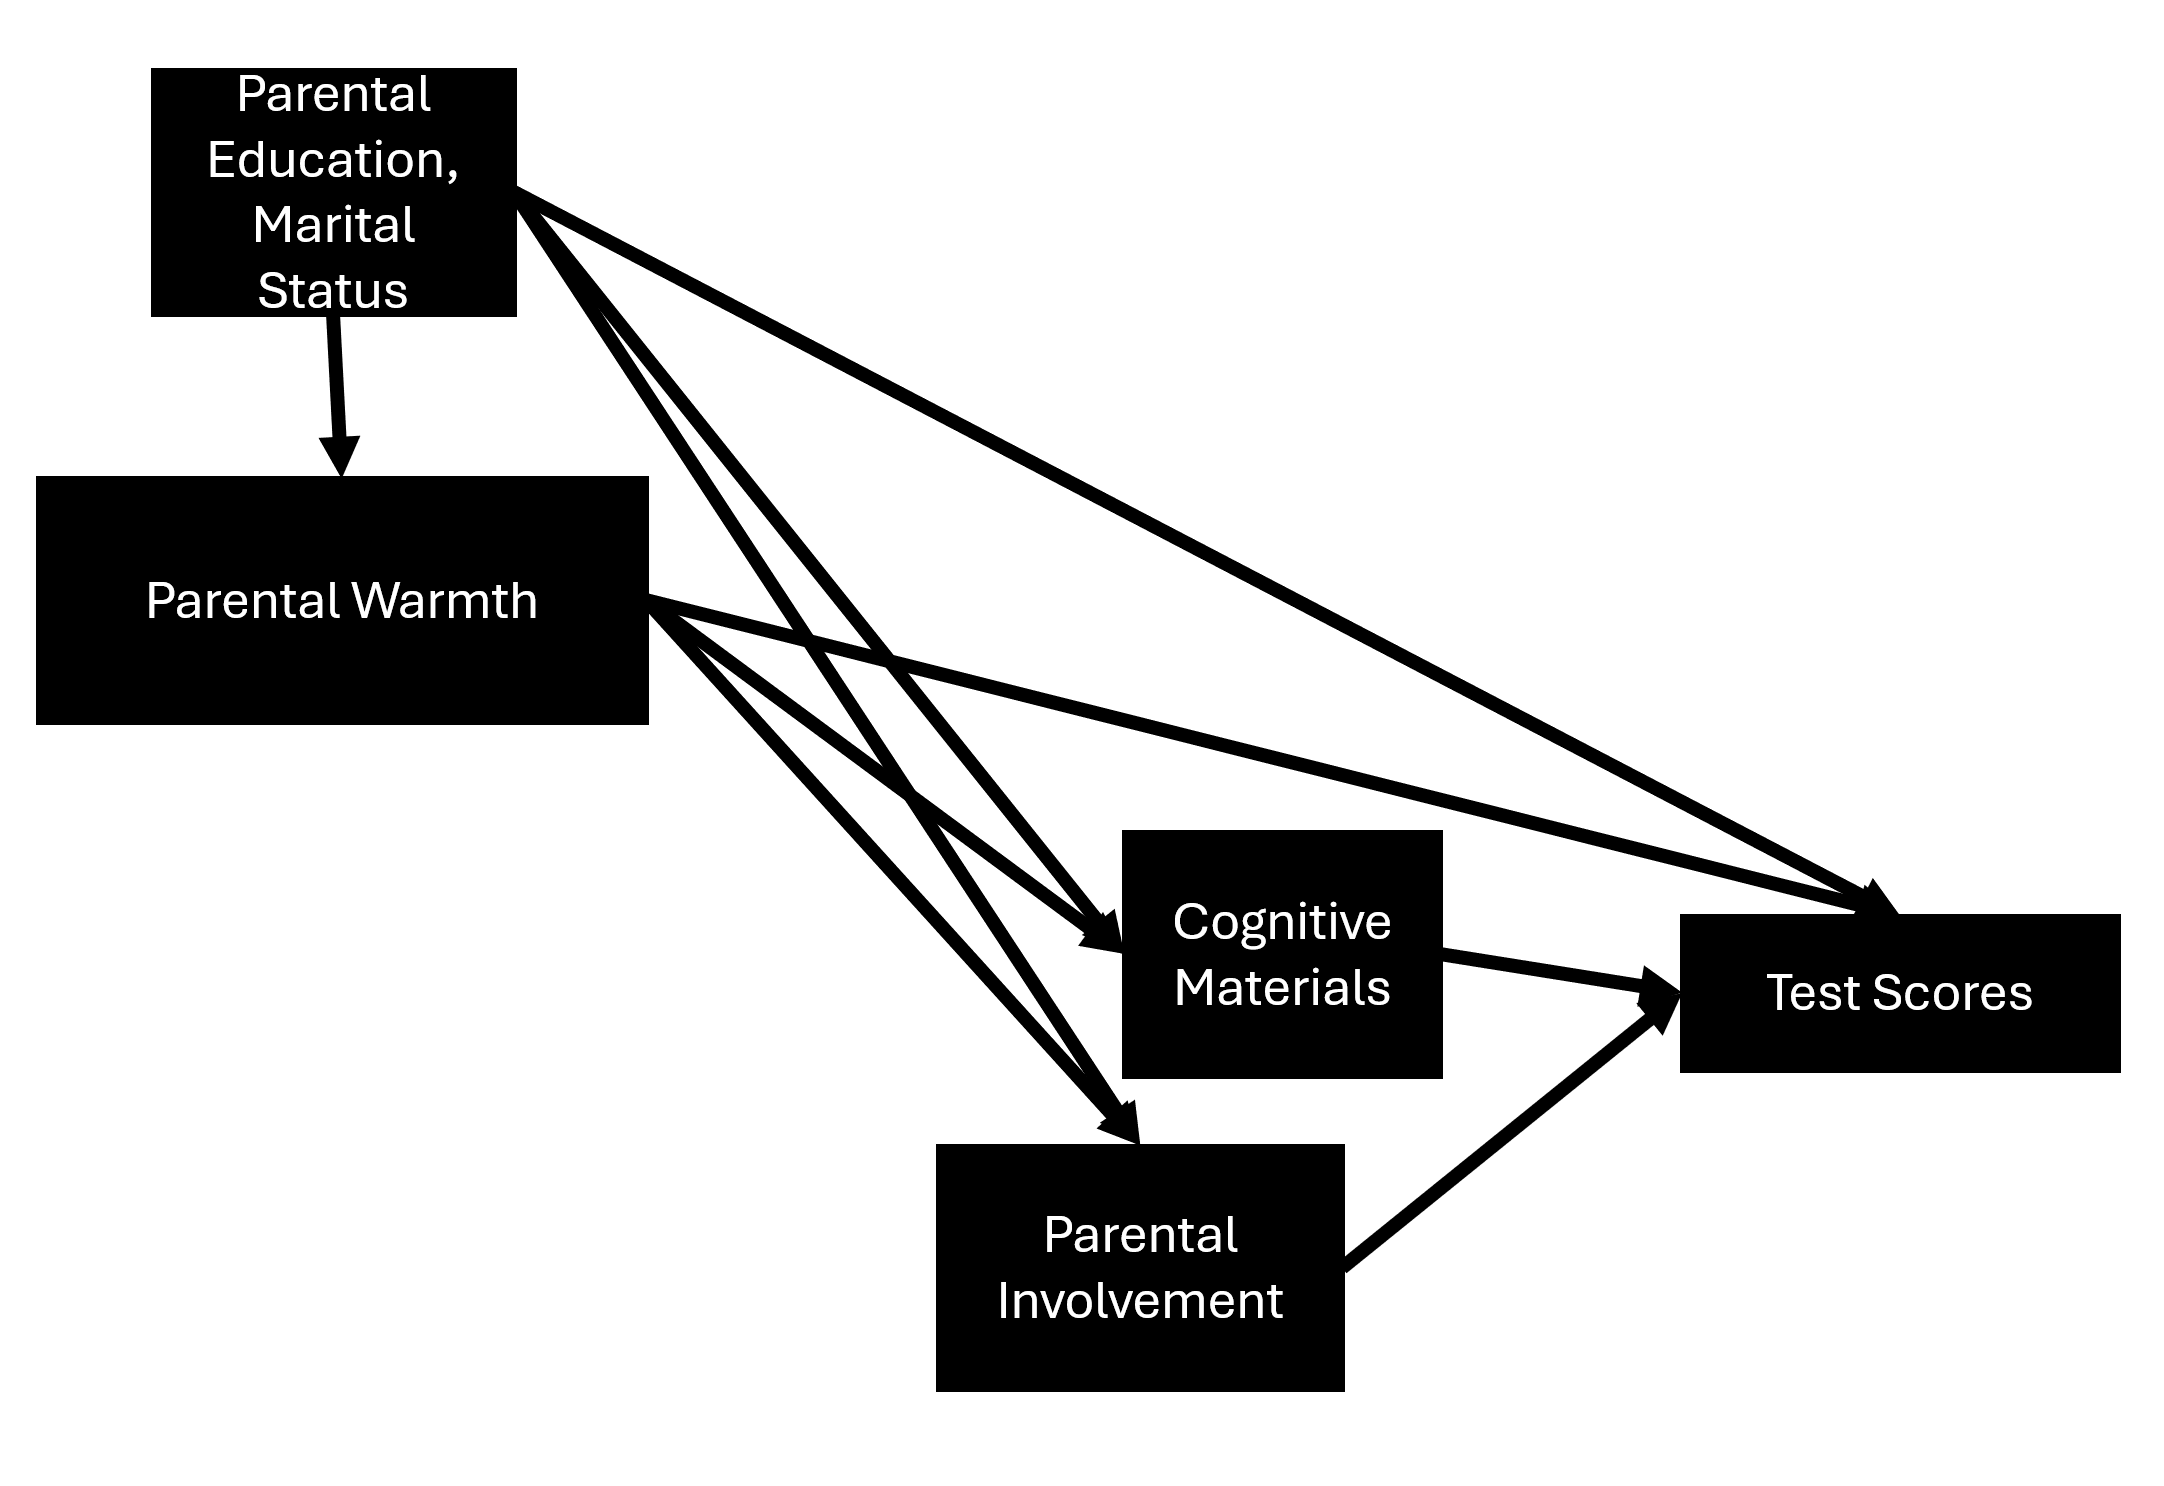 Parental
Education,
Marital
Status
Parental Warmth
Cognitive
Materials
Test Scores
Parental
Involvement